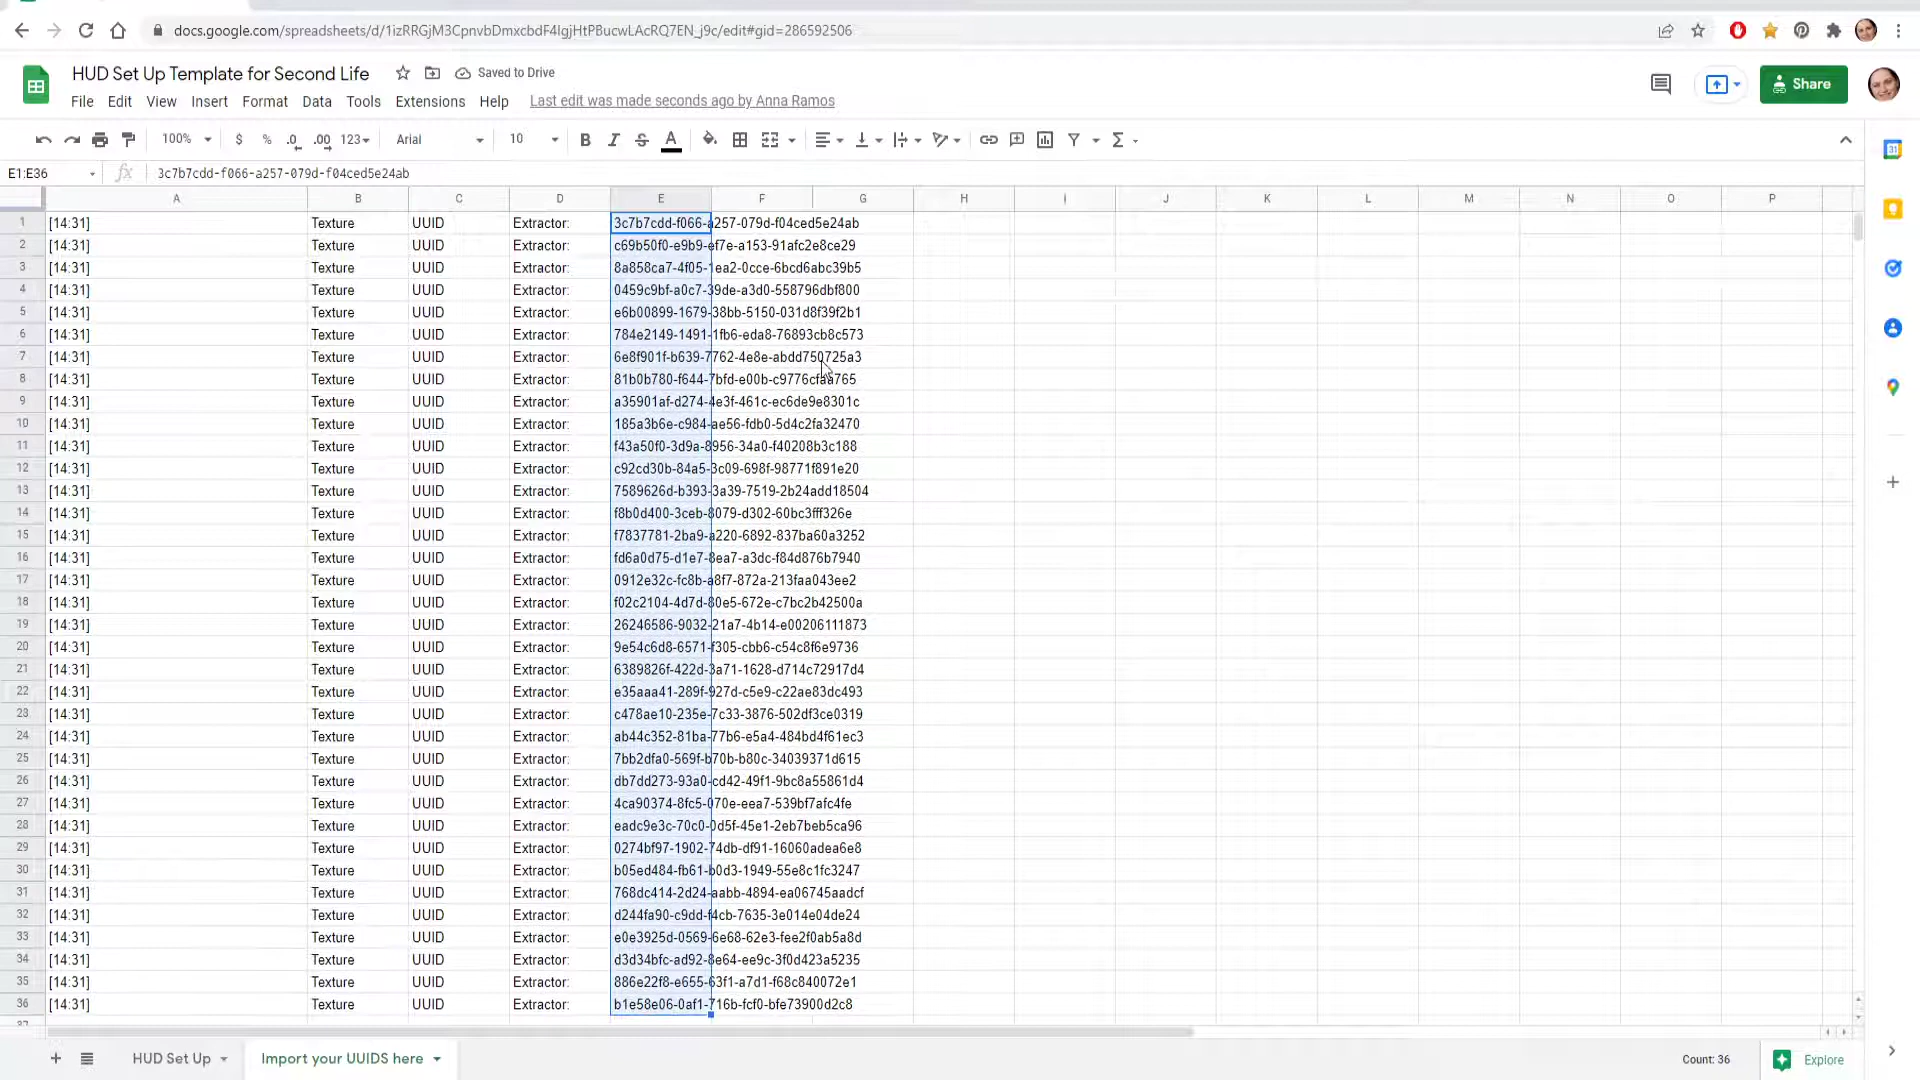 docs.google.com/spreadsheets/d/1izRRGjM3CpnvbDmxcbdF4IgjHtPBucwLAcRQ7EN_j9c/edit#gid=286592506
HUD Set Up Template for Second Life Saved to Drive
File Edit View Insert Format Data Tools Extensions Help Last edit was made seconds ago by Anna Ramos
Share
100% $ % .0 .00 123 Arial 10 B I S A
E1:E36 fx 3c7b7cdd-f066-a257-079d-f04ced5e24ab
A B C D E F G H I J K L M N O P
1 [14:31] Texture UUID Extractor: 3c7b7cdd-f066-a257-079d-f04ced5e24ab
2 [14:31] Texture UUID Extractor: c69b50f0-e9b9-ef7e-a153-91afc2e8ce29
3 [14:31] Texture UUID Extractor: 8a858ca7-4f05-1ea2-0cce-6bcd6abc39b5
4 [14:31] Texture UUID Extractor: 0459c9bf-a0c7-39de-a3d0-558796dbf800
5 [14:31] Texture UUID Extractor: e6b00899-1679-38bb-5150-031d8f39f2b1
6 [14:31] Texture UUID Extractor: 784e2149-1491-1fb6-eda8-76893cb8c573
7 [14:31] Texture UUID Extractor: 6e8f901f-b639-7762-4e8e-abdd750725a3
8 [14:31] Texture UUID Extractor:
9 [14:31] Texture UUID Extractor: a35901af-d274-4e3f-461c-ec6de9e8301c
10 [14:31] Texture UUID Extractor: 185a3b6e-c984-ae56-fdb0-5d4c2fa32470
11 [14:31] Texture UUID Extractor: f43a50f0-3d9a-8956-34a0-f40208b3c188
12 [14:31] Texture UUID Extractor: c92cd30b-84a5-3c09-698f-98771f891e20
13 [14:31] Texture UUID Extractor: 7589626d-b393-3a39-7519-2b24add18504
14 [14:31] Texture UUID Extractor: f8b0d400-3ceb-8079-d302-60bc3fff326e
15 [14:31] Texture UUID Extractor: f7837781-2ba9-a220-6892-837ba60a3252
16 [14:31] Texture UUID Extractor: fd6a0d75-d1e7-8ea7-a3dc-f84d876b7940
17 [14:31] Texture UUID Extractor: 0912e32c-fc8b-a8f7-872a-213faa043ee2
18 [14:31] Texture UUID Extractor: f02c2104-4d7d-80e5-672e-c7bc2b42500a
19 [14:31] Texture UUID Extractor: 26246586-9032-21a7-4b14-e00206111873
20 [14:31] Texture UUID Extractor: 9e54c6d8-6571-f305-cbb6-c54c8f6e9736
21 [14:31] Texture UUID Extractor: 6389826f-422d-3a71-1628-d714c72917d4
22 [14:31] Texture UUID Extractor: e35aaa41-289f-927d-c5e9-c22ae83dc493
23 [14:31] Texture UUID Extractor: c478ae10-235e-7c33-3876-502df3ce0319
24 [14:31] Texture UUID Extractor: ab44c352-81ba-77b6-e5a4-484bd4f61ec3
25 [14:31] Texture UUID Extractor: 7bb2dfa0-569f-b70b-b80c-34039371d615
26 [14:31] Texture UUID Extractor: db7dd273-93a0-cd42-49f1-9bc8a55861d4
27 [14:31] Texture UUID Extractor: 4ca90374-8fc5-070e-eea7-539bf7afc4fe
28 [14:31] Texture UUID Extractor: eadc9e3c-70c0-0d5f-45e1-2eb7beb5ca96
29 [14:31] Texture UUID Extractor: 0274bf97-1902-74db-df91-16060adea6e8
30 [14:31] Texture UUID Extractor: b05ed484-fb61-b0d3-1949-55e8c1fc3247
31 [14:31] Texture UUID Extractor: 768dc414-2d24-aabb-4894-ea06745aadcf
32 [14:31] Texture UUID Extractor: d244fa90-c9dd-f4cb-7635-3e014e04de24
33 [14:31] Texture UUID Extractor: e0e3925d-0569-6e68-62e3-fee2f0ab5a8d
34 [14:31] Texture UUID Extractor: d3d34bfc-ad92-8e64-ee9c-3f0d423a5235
35 [14:31] Texture UUID Extractor: 886e22f8-e655-63f1-a7d1-f68c840072e1
36 [14:31] Texture UUID Extractor: b1e58e06-0af1-716b-fcf0-bfe73900d2c8
HUD Set Up Import your UUIDS here Count: 36 Explore